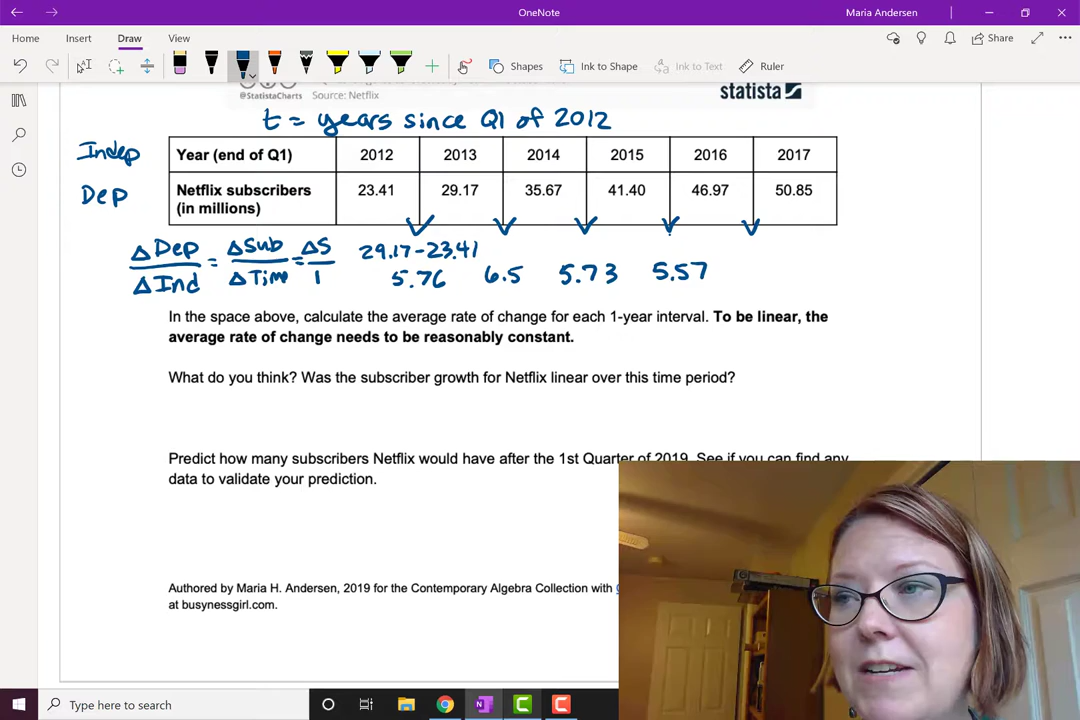 OneNote
Maria Andersen
Home Insert Draw View
Share
Shapes Ink to Shape Ink to Text Ruler
@StatistaCharts Source: Netflix
statista
t = years since Q1 of 2012
Indep Year (end of Q1) 2012 2013 2014 2015 2016 2017
Dep Netflix subscribers (in millions) 23.41 29.17 35.67 41.40 46.97 50.85
ΔDep/ΔInd = ΔSub/ΔTime = ΔS/1
29.17-23.41
5.76 6.5 5.73 5.57
In the space above, calculate the average rate of change for each 1-year interval. To be linear, the
average rate of change needs to be reasonably constant.
What do you think? Was the subscriber growth for Netflix linear over this time period?
Predict how many subscribers Netflix would have after the 1st Quarter of 2019. See if you can find any
data to validate your prediction.
Authored by Maria H. Andersen, 2019 for the Contemporary Algebra Collection with
at busynessgirl.com.
Type here to search